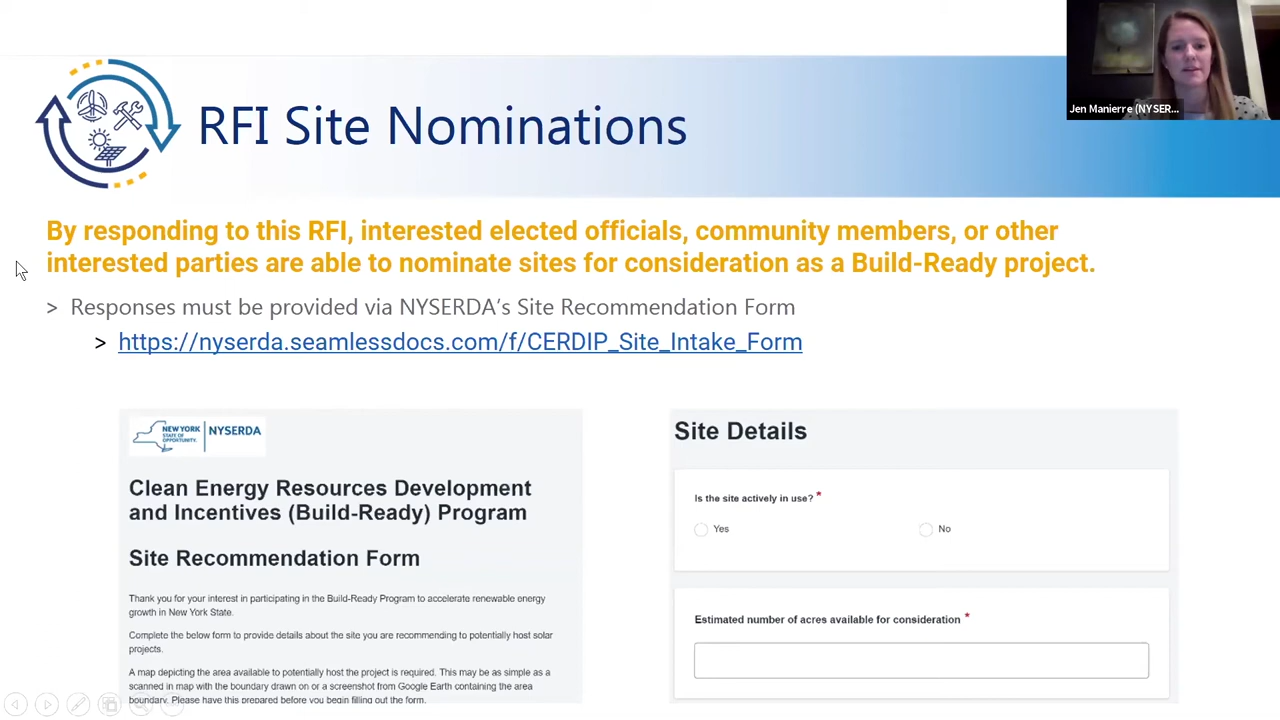 RFI Site Nominations
Jen Manierre (NYSER...
By responding to this RFI, interested elected officials, community members, or other
interested parties are able to nominate sites for consideration as a Build-Ready project.
> Responses must be provided via NYSERDA’s Site Recommendation Form
> https://nyserda.seamlessdocs.com/f/CERDIP_Site_Intake_Form
NEW YORK
STATE OF
OPPORTUNITY.
NYSERDA
Clean Energy Resources Development
and Incentives (Build-Ready) Program
Site Recommendation Form
Thank you for your interest in participating in the Build-Ready Program to accelerate renewable energy
growth in New York State.
Complete the below form to provide details about the site you are recommending to potentially host solar
projects.
A map depicting the area available to potentially host the project is required. This may be as simple as a
scanned in map with the boundary drawn on or a screenshot from Google Earth containing the area
boundary. Please have this prepared before you begin filling out the form.
Site Details
Is the site actively in use? *
Yes
No
Estimated number of acres available for consideration *